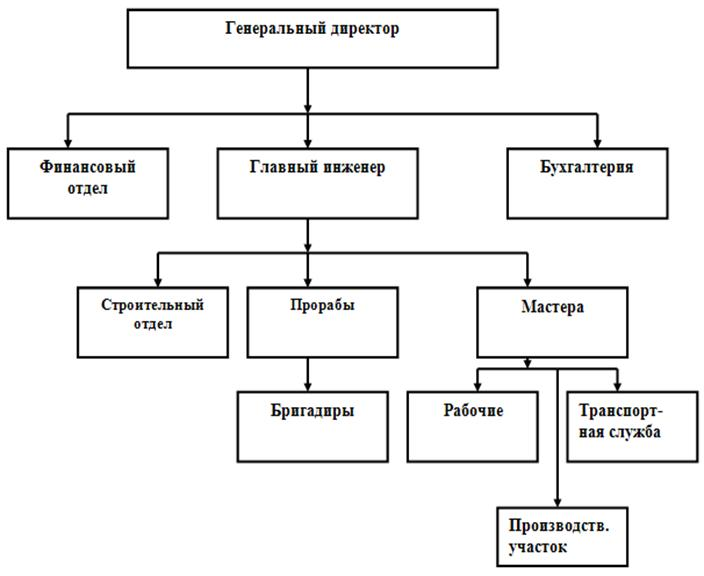 Генеральный директор
Финансовый
отдел
Главный инженер
Бухгалтерия
Строительный
отдел
Прорабы
Мастера
Бригадиры
Рабочие
Транспорт-
ная служба
Производств.
участок